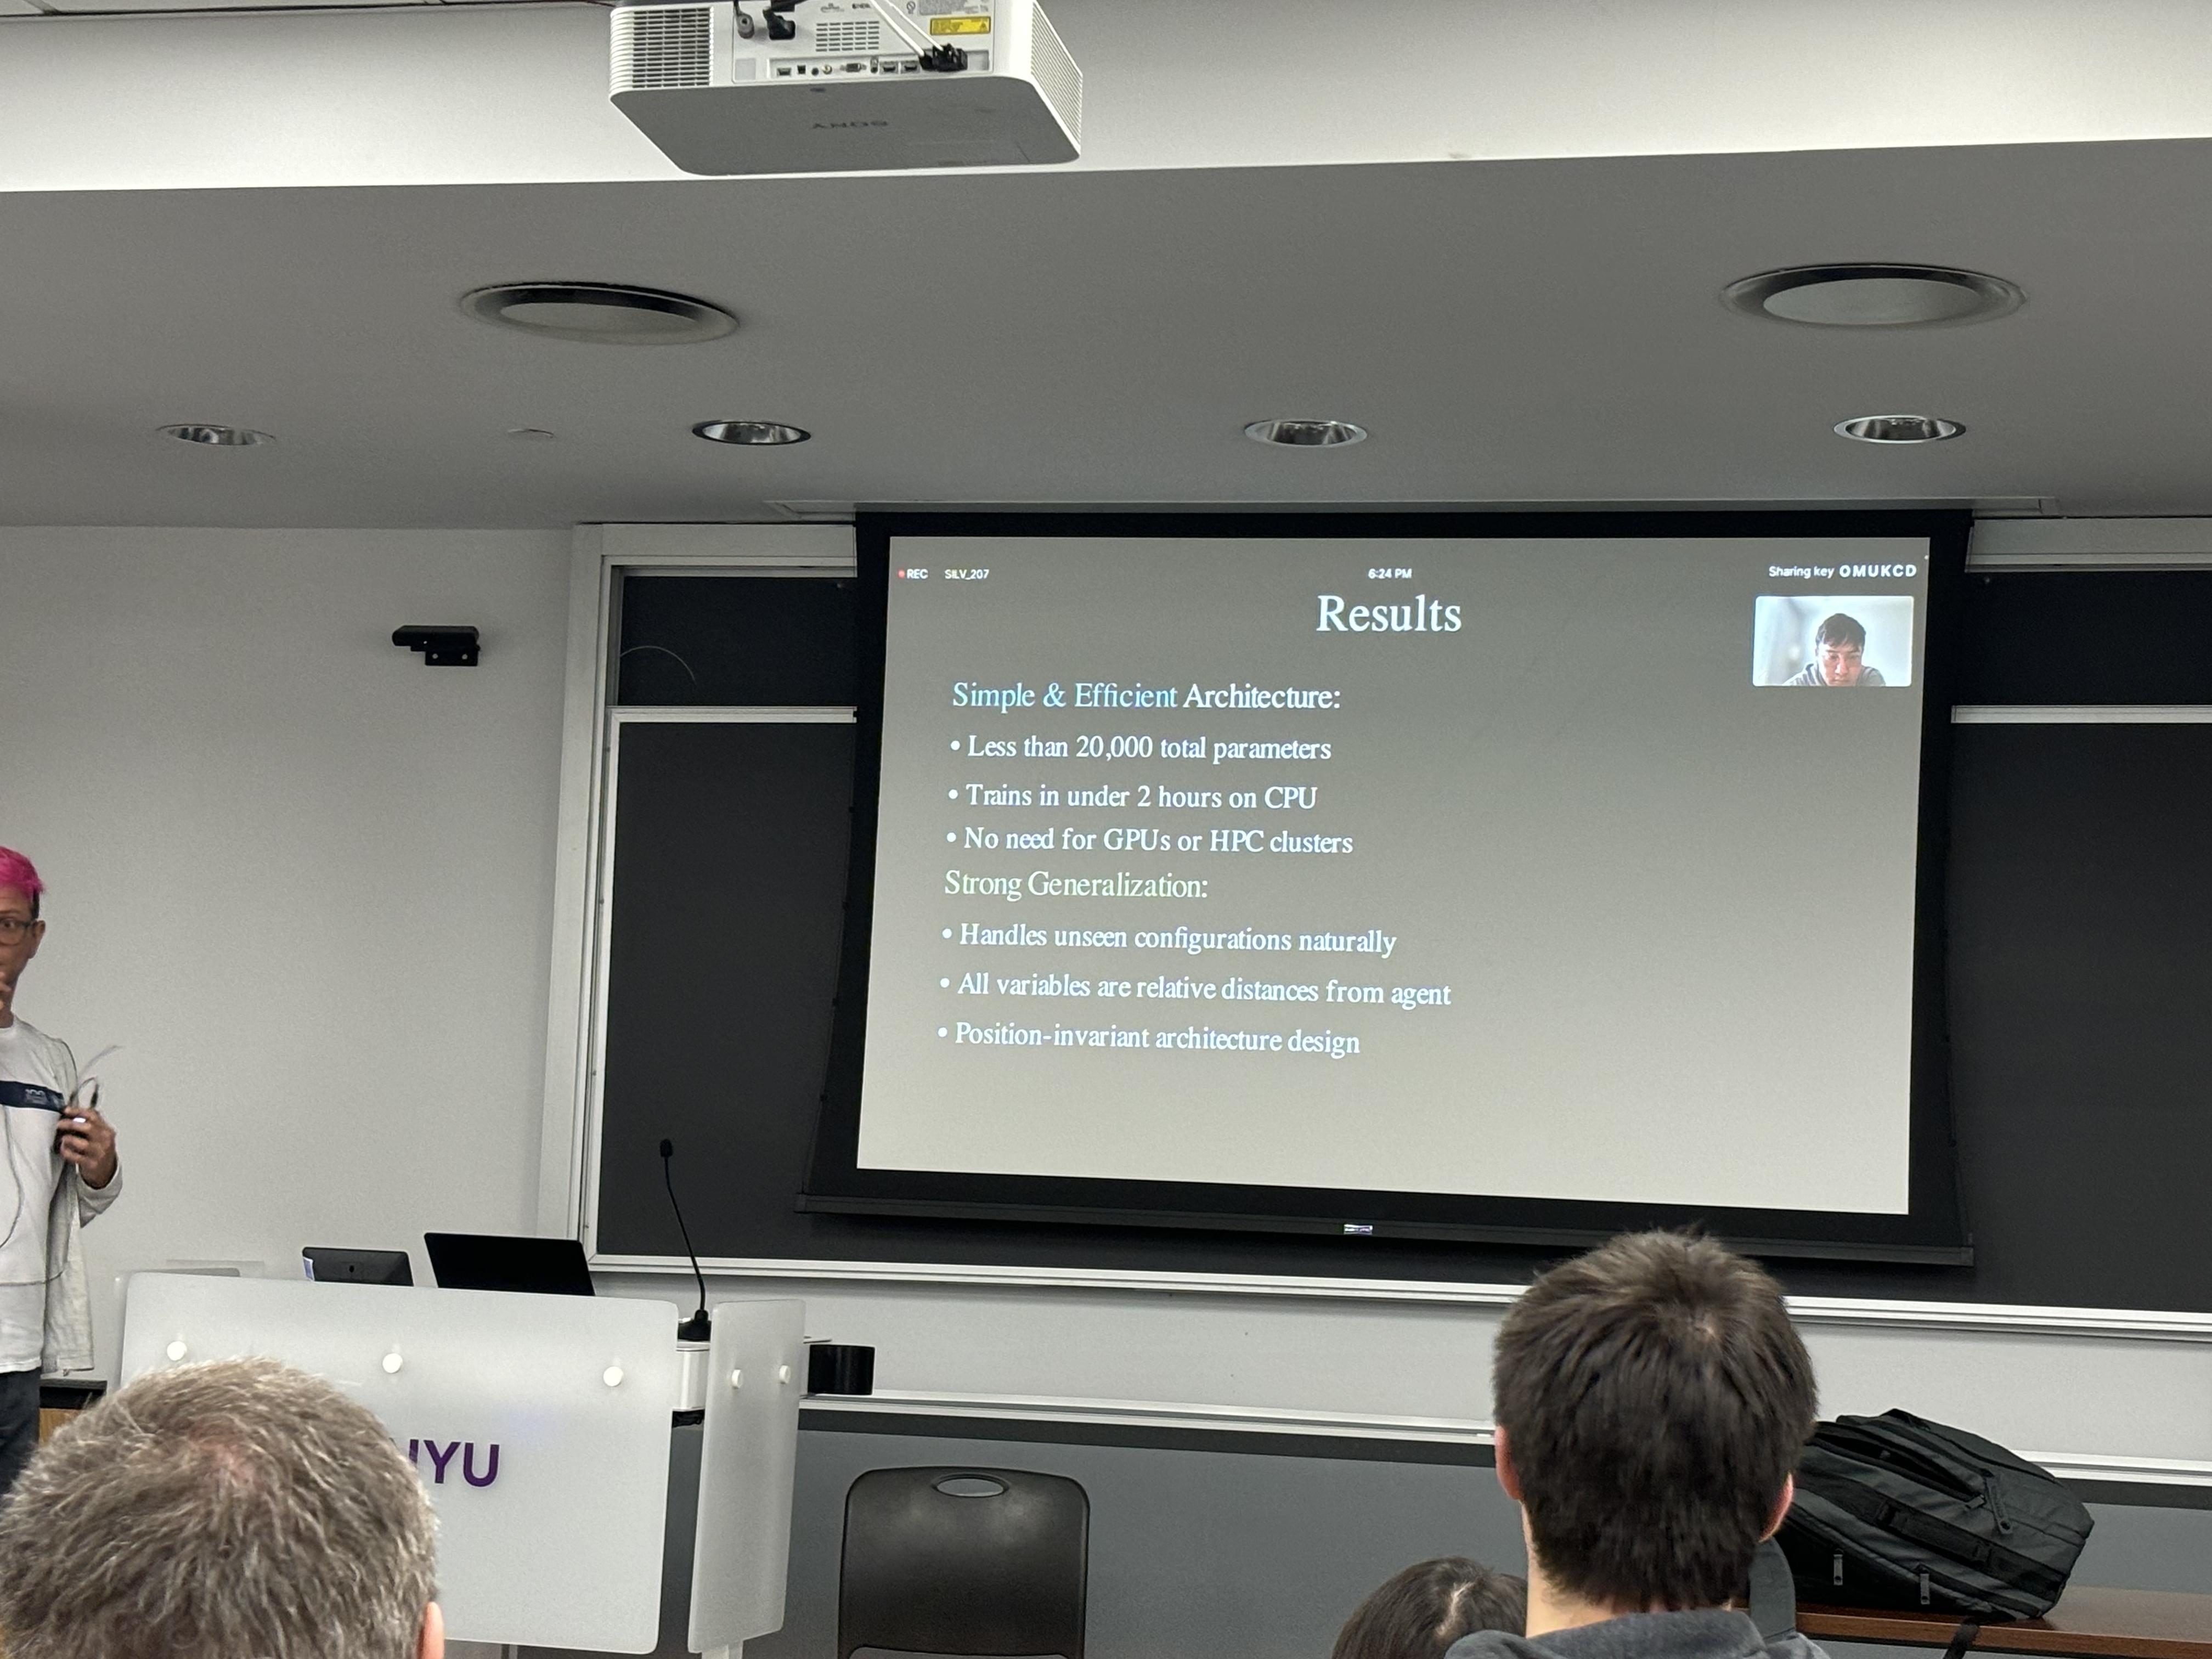 SONY
REC SILV_207 6:24 PM Sharing key OMUKCD
Results
Simple & Efficient Architecture:
• Less than 20,000 total parameters
• Trains in under 2 hours on CPU
• No need for GPUs or HPC clusters
Strong Generalization:
• Handles unseen configurations naturally
• All variables are relative distances from agent
• Position-invariant architecture design
YU